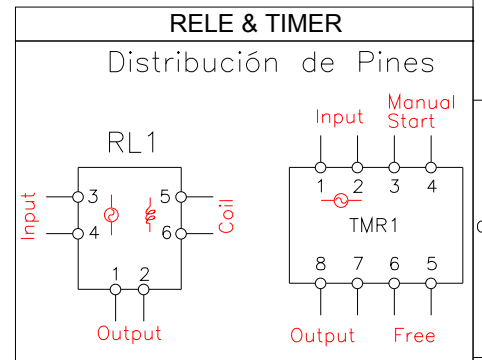 RELE & TIMER
Distribución de Pines
RL1
Input
3
4
5
6
Coil
1 2
Output
Input
Manual
Start
1 2 3 4
TMR1
8 7 6 5
Output
Free